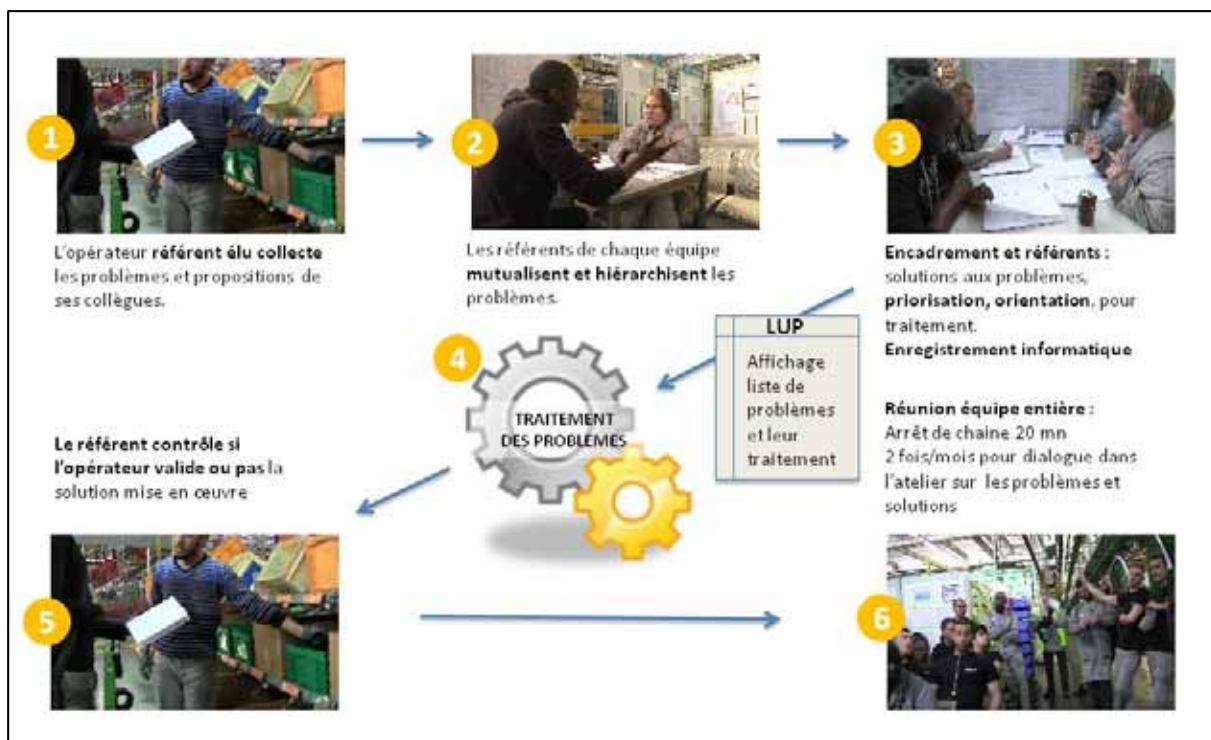 1
L'opérateur référent élu collecte
les problèmes et propositions de
ses collègues.
2
Les référents de chaque équipe
mutualisent et hiérarchisent les
problèmes.
3
Encadrement et référents :
solutions aux problèmes,
priorisation, orientation, pour
traitement.
Enregistrement informatique
4
TRAITEMENT
DES PROBLÈMES
LUP
Affichage
liste de
problèmes
et leur
traitement
Le référent contrôle si
l'opérateur valide ou pas la
solution mise en œuvre
5
Réunion équipe entière :
Arrêt de chaine 20 mn
2 fois/mois pour dialogue dans
l'atelier sur les problèmes et
solutions
6